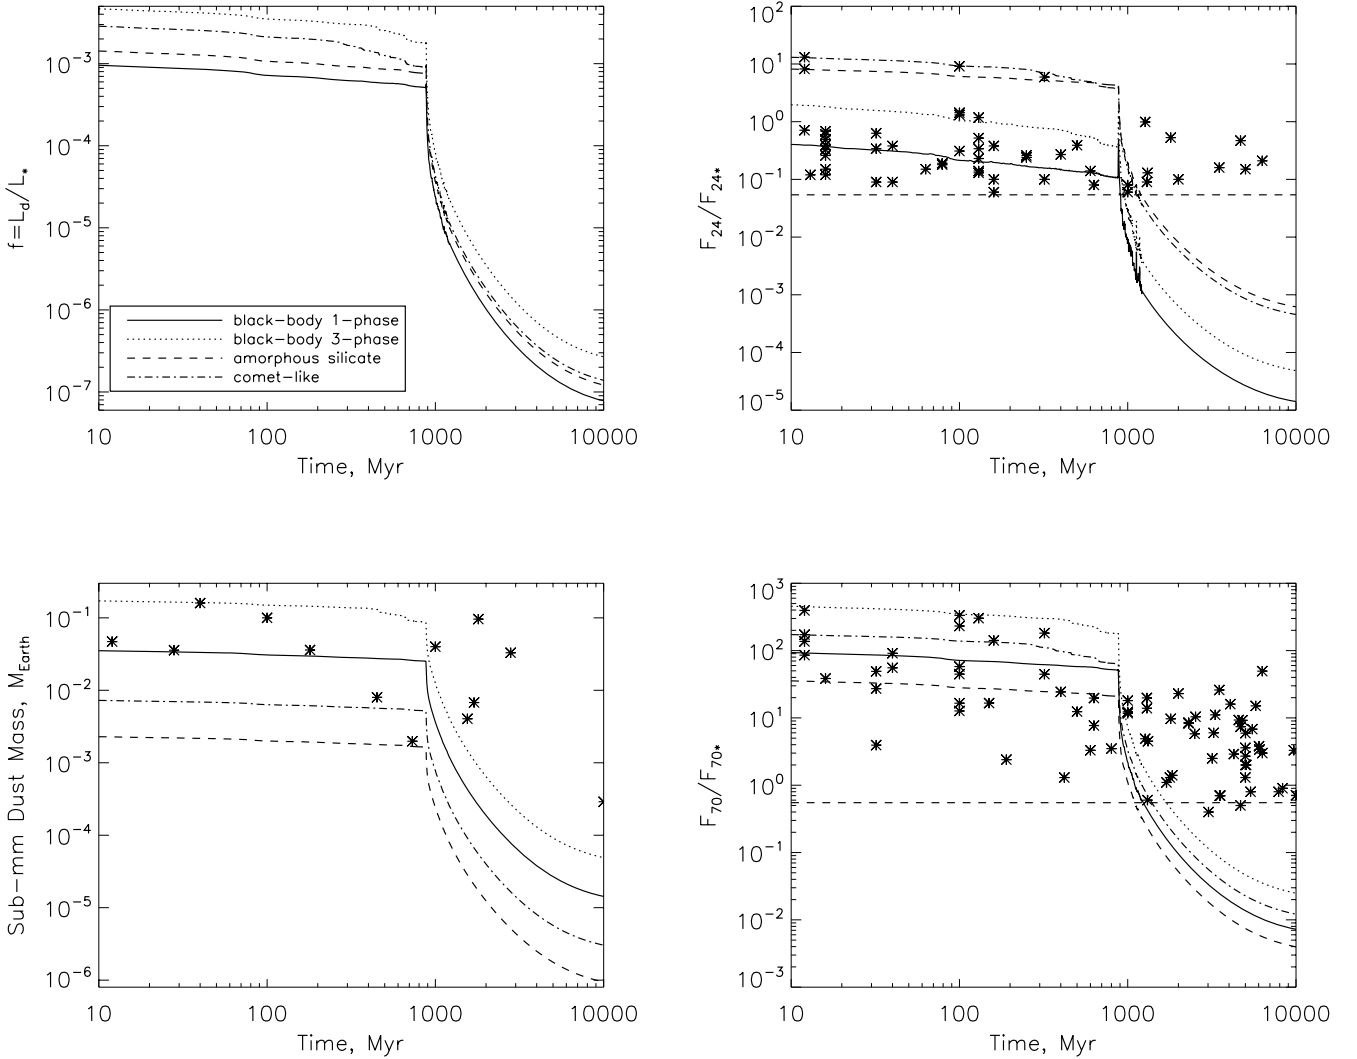 f=L_d/L_*
10^-3
10^-4
10^-5
10^-6
10^-7
black-body 1-phase
black-body 3-phase
amorphous silicate
comet-like
10 100 1000 10000
Time, Myr
F_24/F_24*
10^2
10^1
10^0
10^-1
10^-2
10^-3
10^-4
10^-5
10 100 1000 10000
Time, Myr
Sub-mm Dust Mass, M_Earth
10^-1
10^-2
10^-3
10^-4
10^-5
10^-6
10 100 1000 10000
Time, Myr
F_70/F_70*
10^3
10^2
10^1
10^0
10^-1
10^-2
10^-3
10 100 1000 10000
Time, Myr